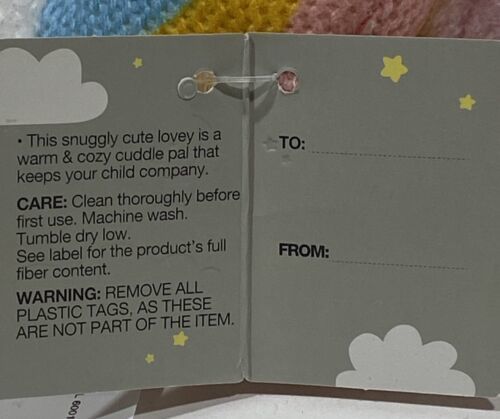 • This snuggly cute lovey is a
warm & cozy cuddle pal that
keeps your child company.
CARE: Clean thoroughly before
first use. Machine wash.
Tumble dry low.
See label for the product's full
fiber content.
WARNING: REMOVE ALL
PLASTIC TAGS, AS THESE
ARE NOT PART OF THE ITEM.
TO:
FROM: